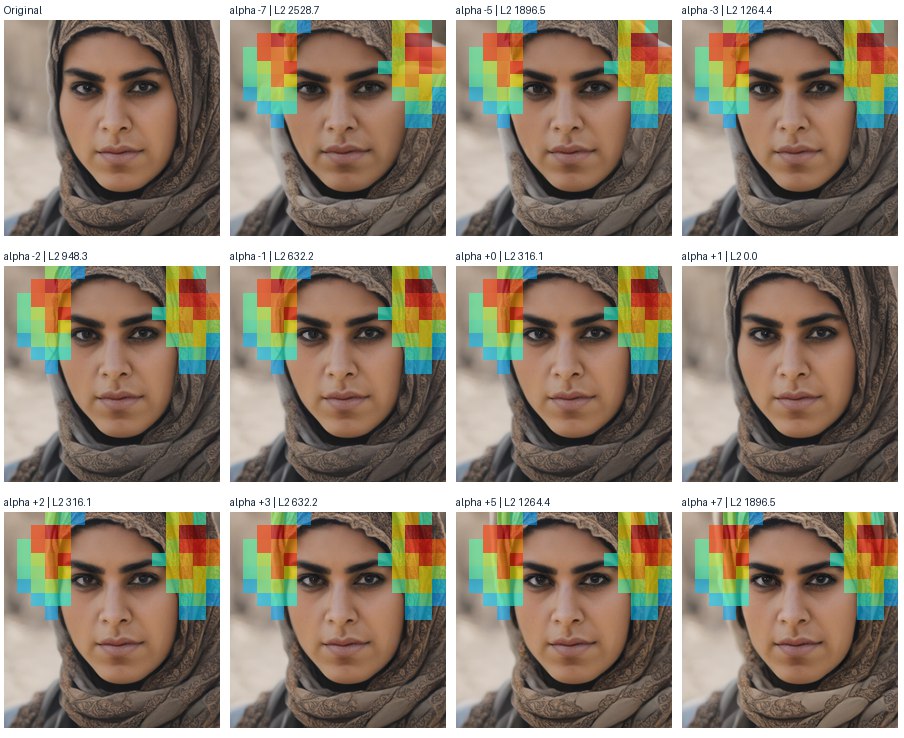 Original
alpha -7 | L2 2528.7
alpha -5 | L2 1896.5
alpha -3 | L2 1264.4
alpha -2 | L2 948.3
alpha -1 | L2 632.2
alpha +0 | L2 316.1
alpha +1 | L2 0.0
alpha +2 | L2 316.1
alpha +3 | L2 632.2
alpha +5 | L2 1264.4
alpha +7 | L2 1896.5